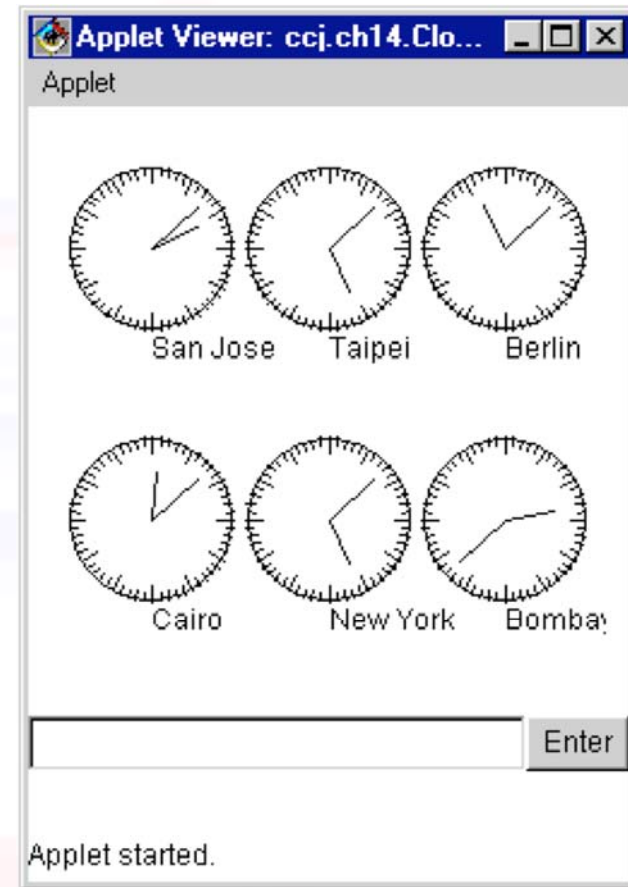 Applet Viewer: ccj.ch14.Clo...
Applet
San Jose Taipei Berlin
Cairo New York Bombay
Enter
Applet started.